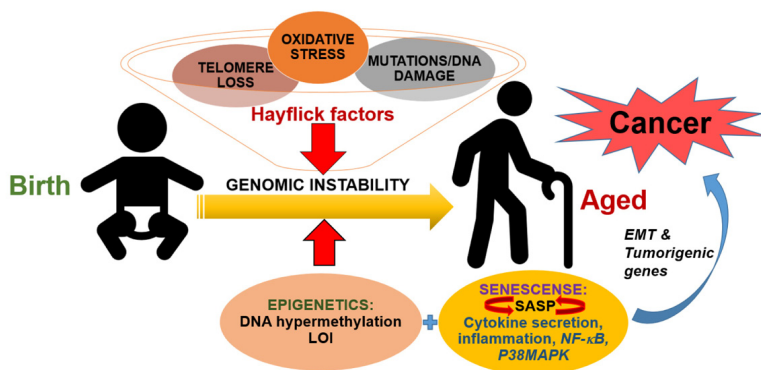 OXIDATIVE
STRESS
TELOMERE
LOSS
MUTATIONS/DNA
DAMAGE
Hayflick factors
Cancer
Birth
GENOMIC INSTABILITY
Aged
EMT &
Tumorigenic
genes
EPIGENETICS:
DNA hypermethylation
LOI
+
SENESCENSE:
SASP
Cytokine secretion,
inflammation, NF-κB,
P38MAPK